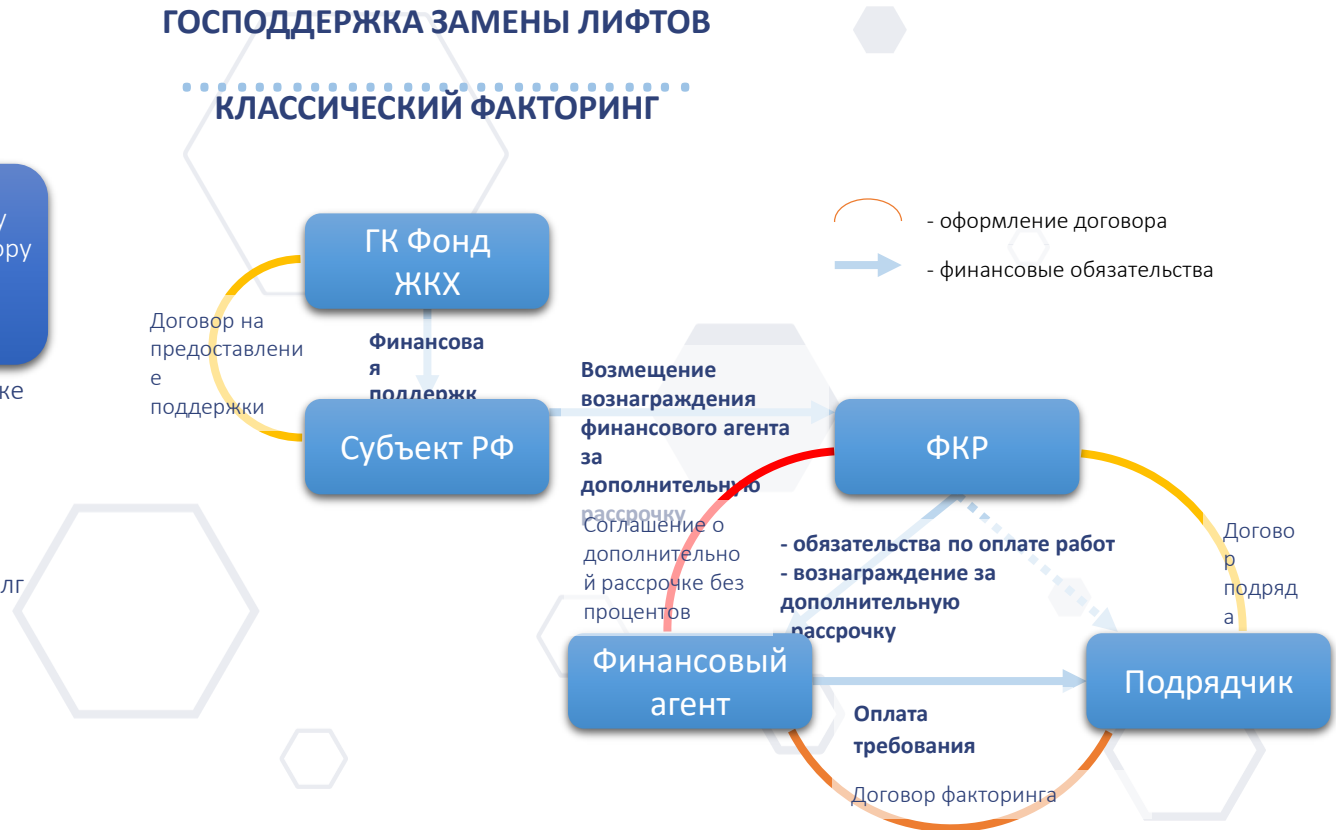 ГОСПОДДЕРЖКА ЗАМЕНЫ ЛИФТОВ
КЛАССИЧЕСКИЙ ФАКТОРИНГ
у
ору
ке
лг
- оформление договора
- финансовые обязательства
ГК Фонд
ЖКХ
Договор на
предоставлени
е
поддержки
Финансова
я
поддержк
Субъект РФ
Возмещение
вознаграждения
финансового агента
за
дополнительную
рассрочку
ФКР
Соглашение о
дополнительно
й рассрочке без
процентов
- обязательства по оплате работ
- вознаграждение за
дополнительную
рассрочку
Догово
р
подряд
а
Финансовый
агент
Оплата
требования
Подрядчик
Договор факторинга